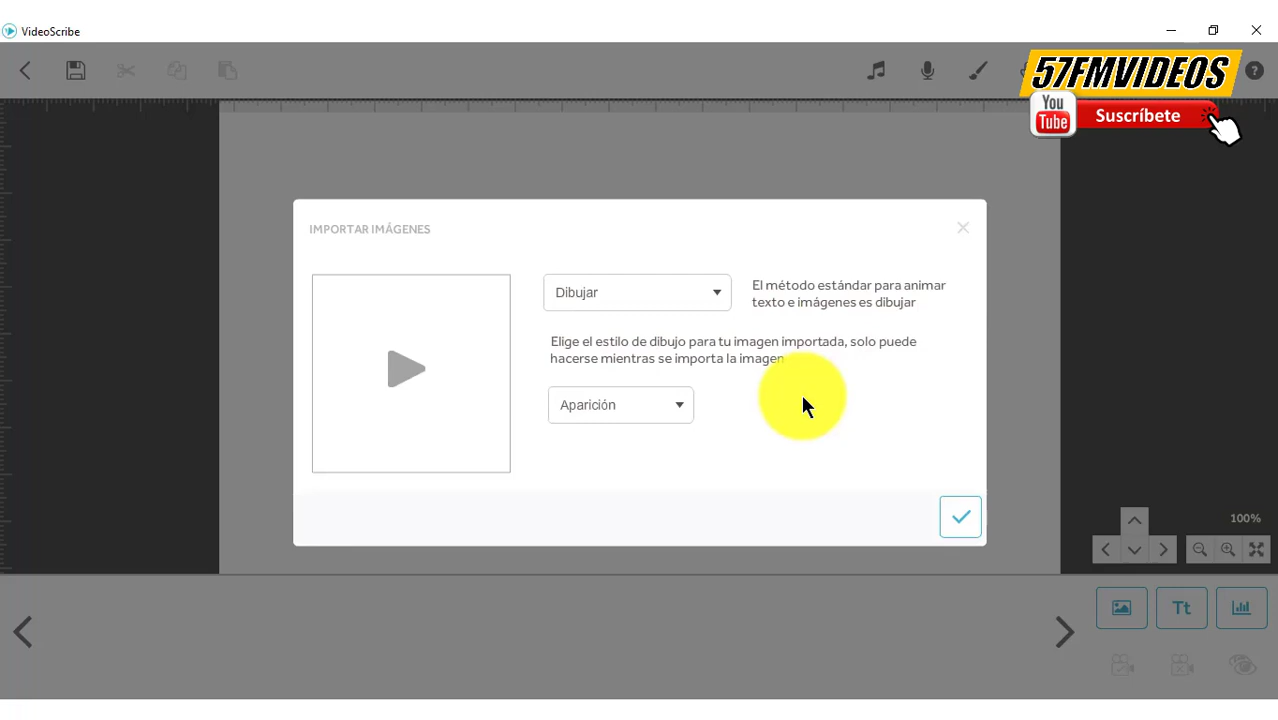 VideoScribe
57FMVIDEOS
You
Tube
Suscríbete
IMPORTAR IMÁGENES
Dibujar
El método estándar para animar
texto e imágenes es dibujar
Elige el estilo de dibujo para tu imagen importada, solo puede
hacerse mientras se importa la imagen
Aparición
100%
Tt